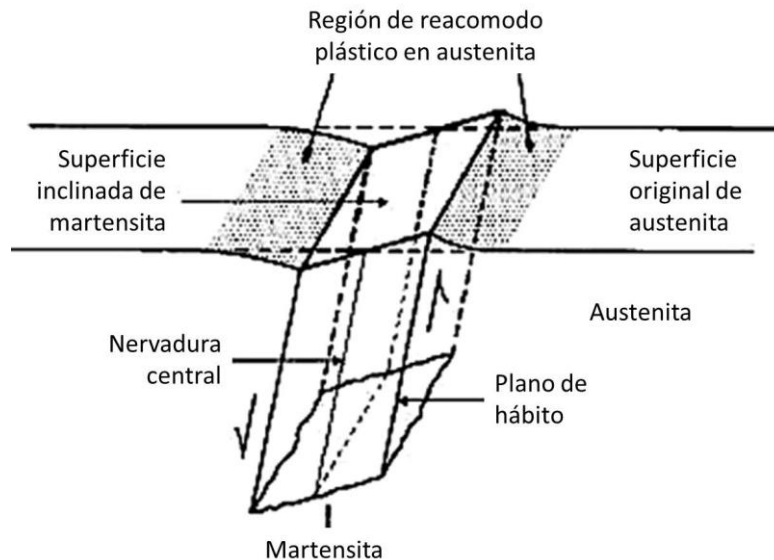 Región de reacomodo
plástico en austenita
Superficie
inclinada de
martensita
Superficie
original de
austenita
Austenita
Nervadura
central
Plano de
hábito
Martensita